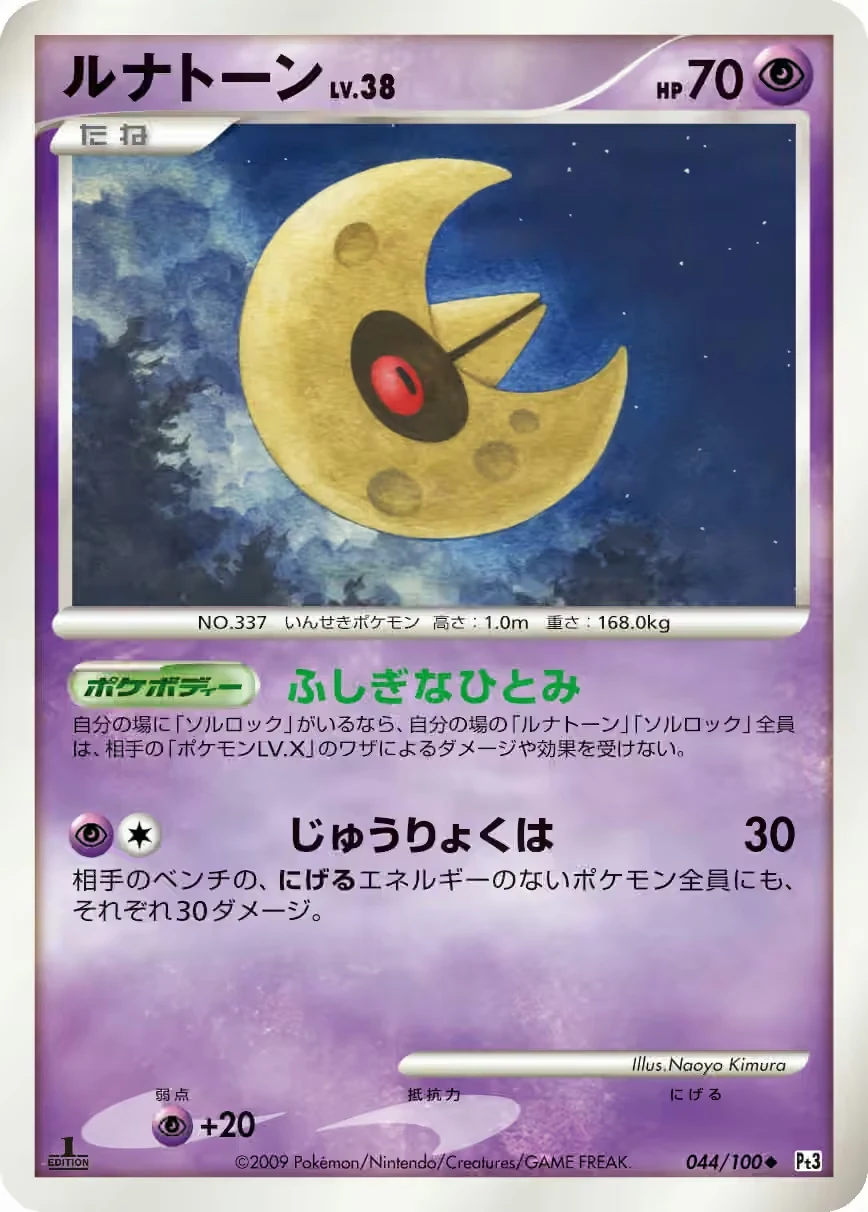 ルナトーン LV.38 HP 70
たね
NO.337 いんせきポケモン 高さ：1.0m 重さ：168.0kg
ポケボディー ふしぎなひとみ
自分の場に「ソルロック」がいるなら、自分の場の「ルナトーン」「ソルロック」全員
は、相手の「ポケモンLV.X」のワザによるダメージや効果を受けない。
じゅうりょくは 30
相手のベンチの、にげるエネルギーのないポケモン全員にも、
それぞれ30ダメージ。
Illus.Naoyo Kimura
弱点 抵抗力 にげる
+20
1 EDITION
©2009 Pokémon/Nintendo/Creatures/GAME FREAK. 044/100◆ Pt3